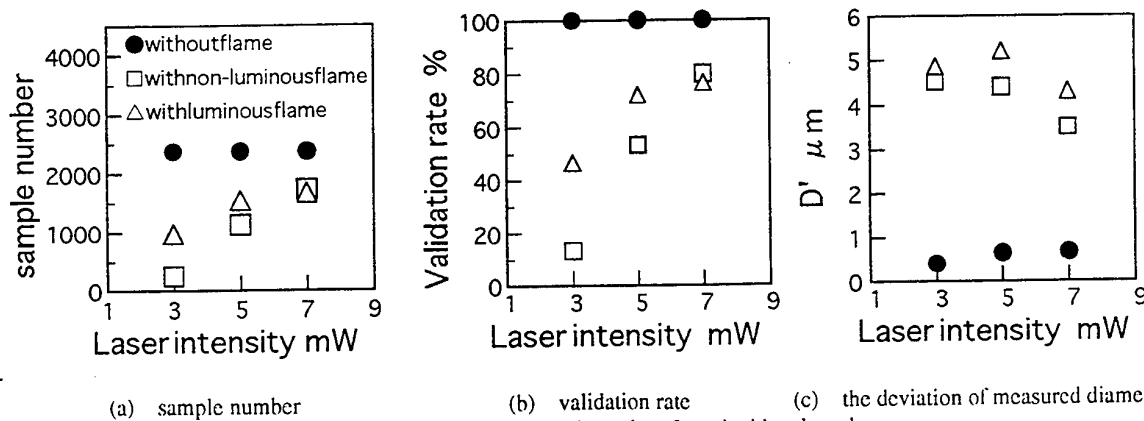 sample number
4000
3000
2000
1000
0
withoutflame
withnon-luminousflame
withluminousflame
1 3 5 7 9
Laser intensity mW
(a) sample number
Validation rate %
100
80
60
40
20
0
1 3 5 7 9
Laser intensity mW
(b) validation rate
D' μm
6
5
4
3
2
1
0
1 3 5 7 9
Laser intensity mW
(c) the deviation of measured diame